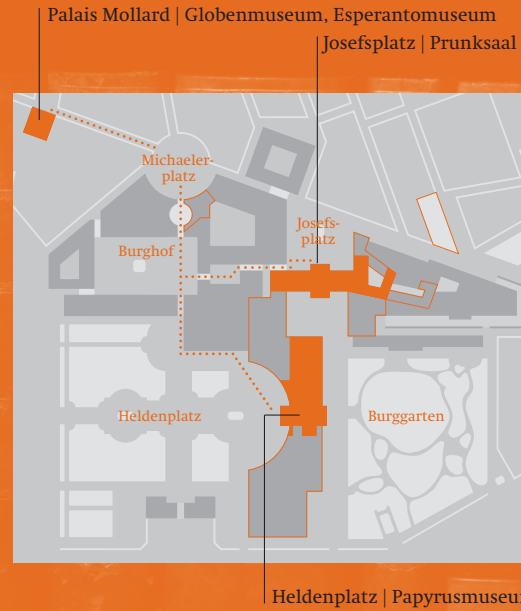 Palais Mollard | Globenmuseum, Esperantomuseum
Josefsplatz | Prunksaal
Michaeler-
platz
Josefs-
platz
Burghof
Heldenplatz
Burggarten
Heldenplatz | Papyrusmuseu